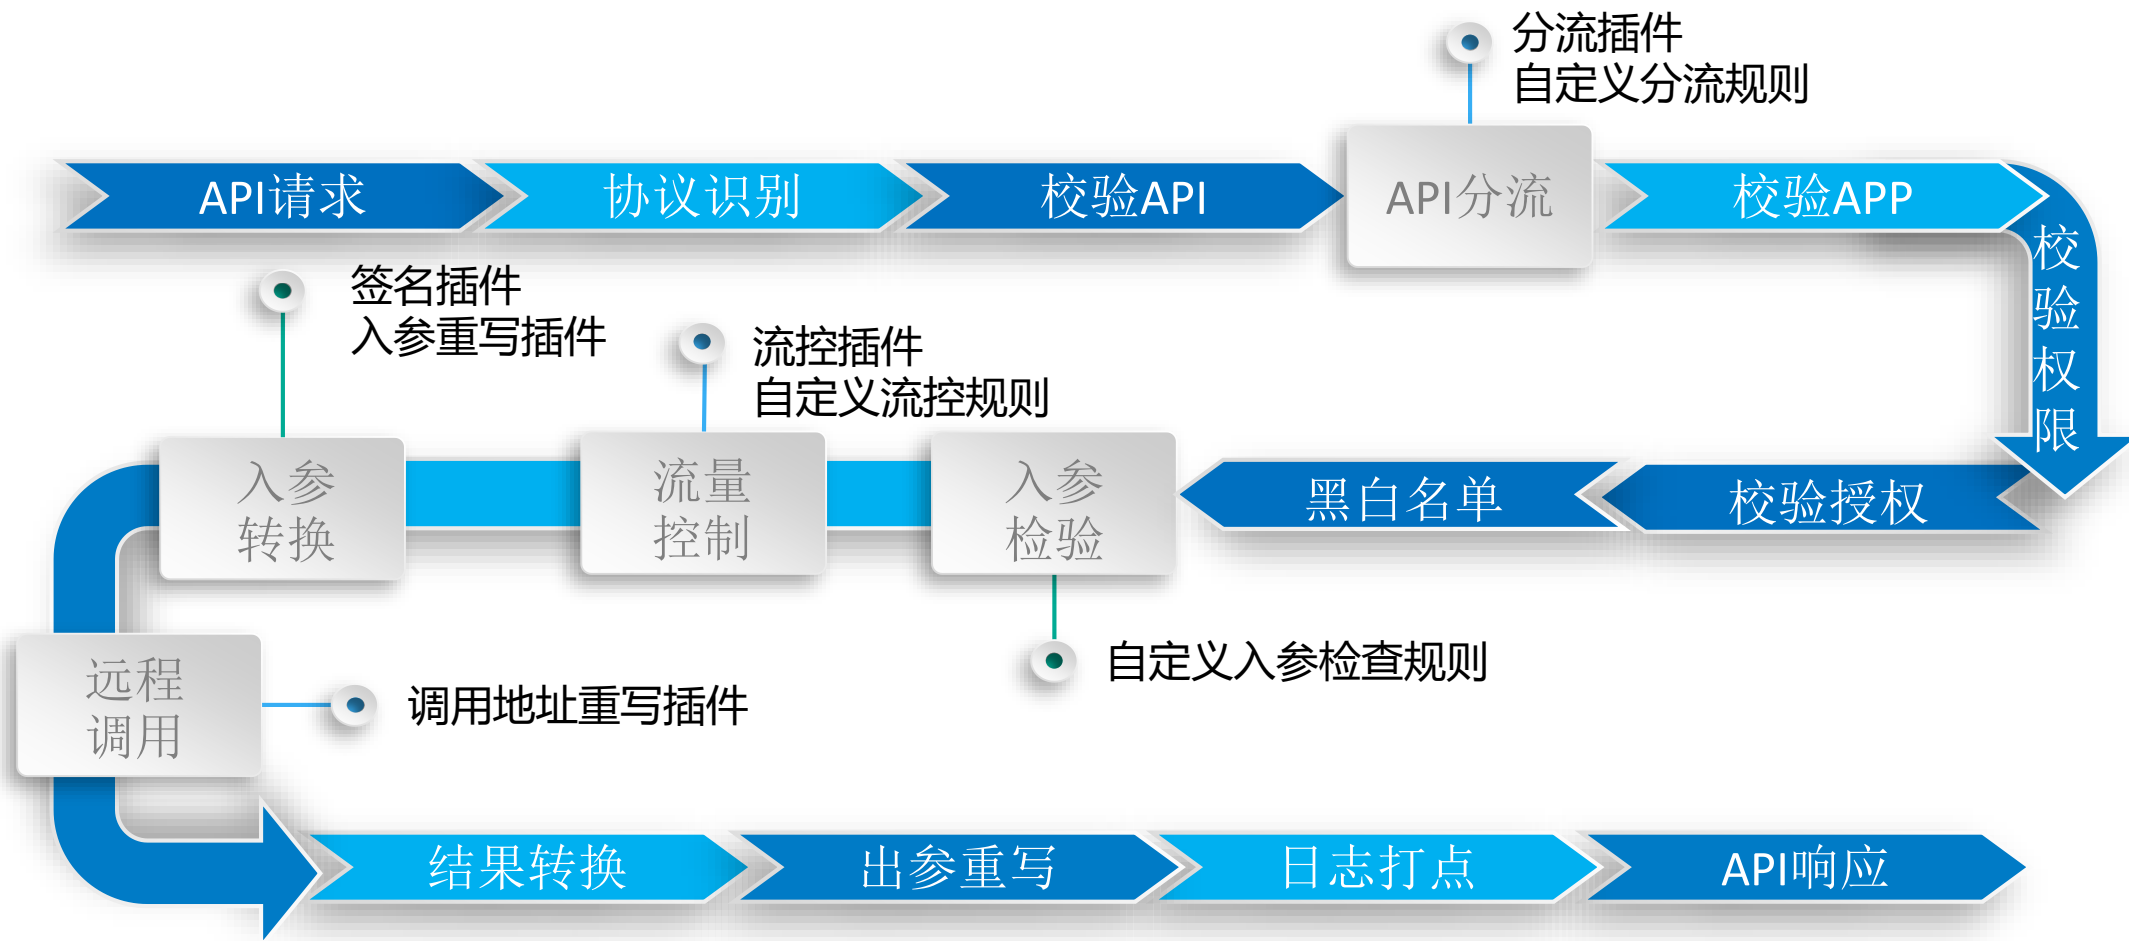 分流插件
自定义分流规则
API请求
协议识别
校验API
API分流
校验APP
校验权限
签名插件
入参重写插件
流控插件
自定义流控规则
入参
转换
流量
控制
入参
检验
黑白名单
校验授权
自定义入参检查规则
远程
调用
调用地址重写插件
结果转换
出参重写
日志打点
API响应